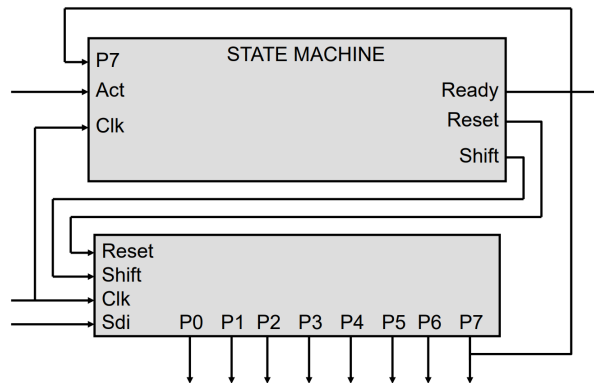 STATE MACHINE
P7
Act
Ready
Reset
Clk
Shift
Reset
Shift
Clk
Sdi P0 P1 P2 P3 P4 P5 P6 P7